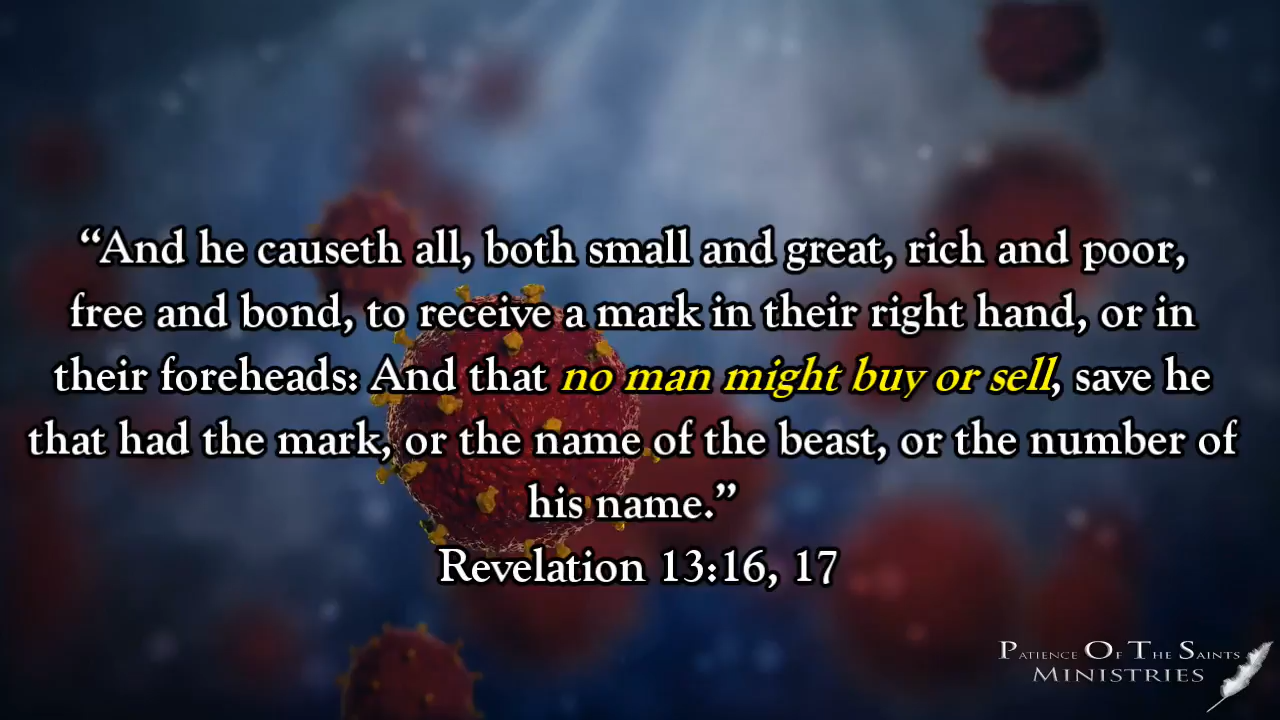 “And he causeth all, both small and great, rich and poor,
free and bond, to receive a mark in their right hand, or in
their foreheads: And that no man might buy or sell, save he
that had the mark, or the name of the beast, or the number of
his name.”
Revelation 13:16, 17
Patience Of The Saints
Ministries